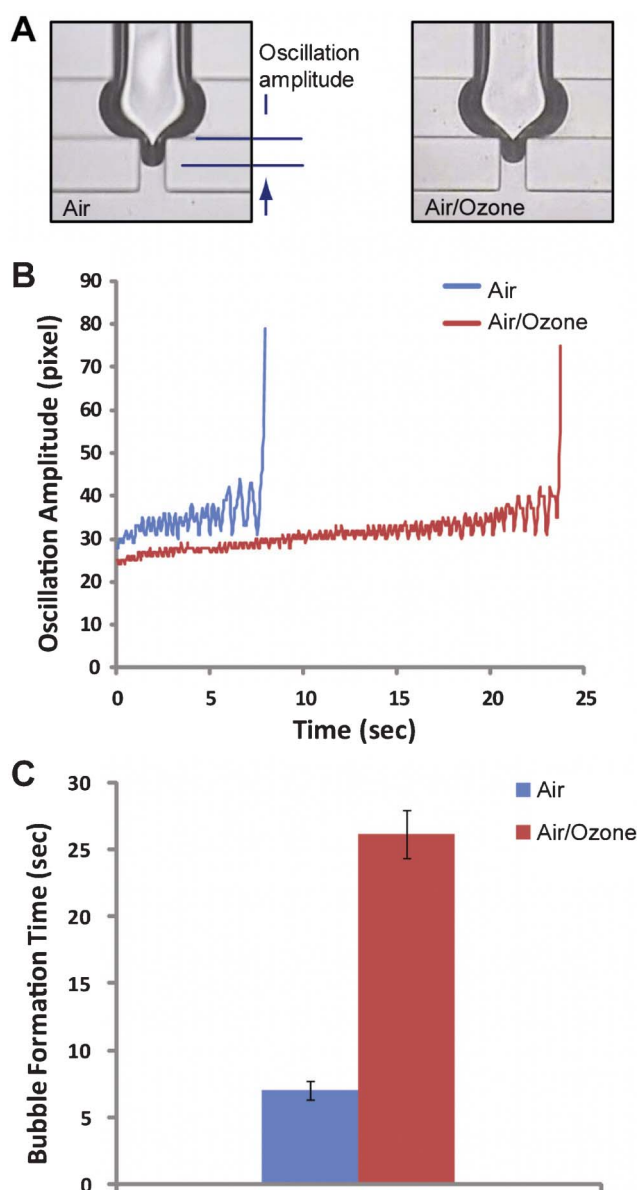 A
Oscillation
amplitude
Air
Air/Ozone
B
Oscillation Amplitude (pixel)
90
80
70
60
50
40
30
20
10
0
0 5 10 15 20 25
Time (sec)
Air
Air/Ozone
C
Bubble Formation Time (sec)
30
25
20
15
10
5
0
Air
Air/Ozone